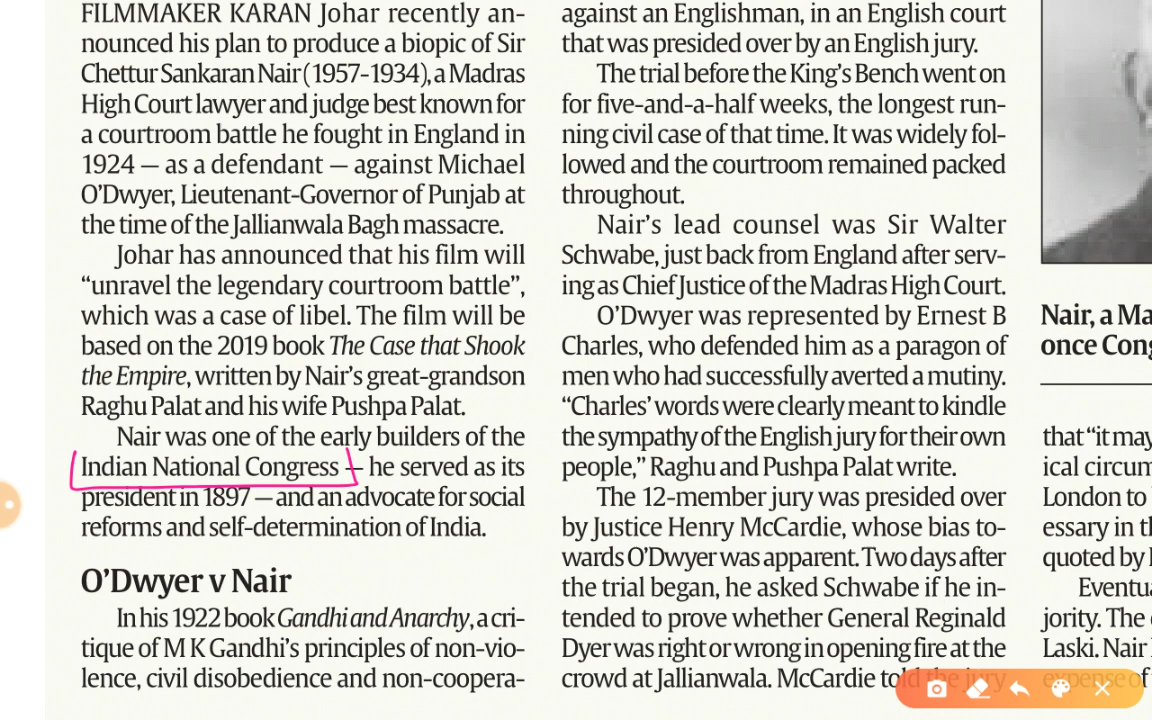 FILMMAKER KARAN Johar recently an-
nounced his plan to produce a biopic of Sir
Chettur Sankaran Nair (1957-1934), a Madras
High Court lawyer and judge best known for
a courtroom battle he fought in England in
1924 — as a defendant — against Michael
O’Dwyer, Lieutenant-Governor of Punjab at
the time of the Jallianwala Bagh massacre.
Johar has announced that his film will
“unravel the legendary courtroom battle”,
which was a case of libel. The film will be
based on the 2019 book The Case that Shook
the Empire, written by Nair’s great-grandson
Raghu Palat and his wife Pushpa Palat.
Nair was one of the early builders of the
Indian National Congress — he served as its
president in 1897 — and an advocate for social
reforms and self-determination of India.
O’Dwyer v Nair
In his 1922 book Gandhi and Anarchy, a cri-
tique of M K Gandhi’s principles of non-vio-
lence, civil disobedience and non-coopera-
against an Englishman, in an English court
that was presided over by an English jury.
The trial before the King’s Bench went on
for five-and-a-half weeks, the longest run-
ning civil case of that time. It was widely fol-
lowed and the courtroom remained packed
throughout.
Nair’s lead counsel was Sir Walter
Schwabe, just back from England after serv-
ing as Chief Justice of the Madras High Court.
O’Dwyer was represented by Ernest B
Charles, who defended him as a paragon of
men who had successfully averted a mutiny.
“Charles’ words were clearly meant to kindle
the sympathy of the English jury for their own
people,” Raghu and Pushpa Palat write.
The 12-member jury was presided over
by Justice Henry McCardie, whose bias to-
wards O’Dwyer was apparent. Two days after
the trial began, he asked Schwabe if he in-
tended to prove whether General Reginald
Dyer was right or wrong in opening fire at the
crowd at Jallianwala. McCardie told the jury
Nair, a Ma
once Cong
that “it may
ical circum
London to
essary in th
quoted by
Eventua
jority. The
Laski. Nair
expense of